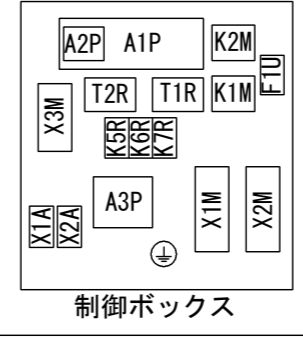 A2P A1P K2M
F1U
T2R T1R K1M
X3M
K5R K6R K7R
A3P
X1M X2M
X1A X2A
制御ボックス